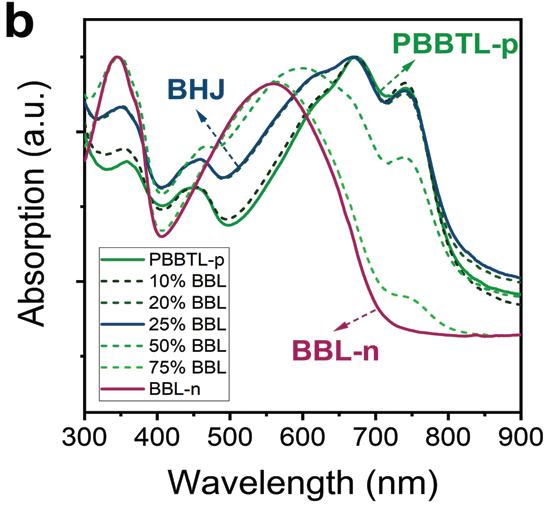 b
PBBTL-p
BHJ
BBL-n
Absorption (a.u.)
PBBTL-p
10% BBL
20% BBL
25% BBL
50% BBL
75% BBL
BBL-n
300 400 500 600 700 800 900
Wavelength (nm)